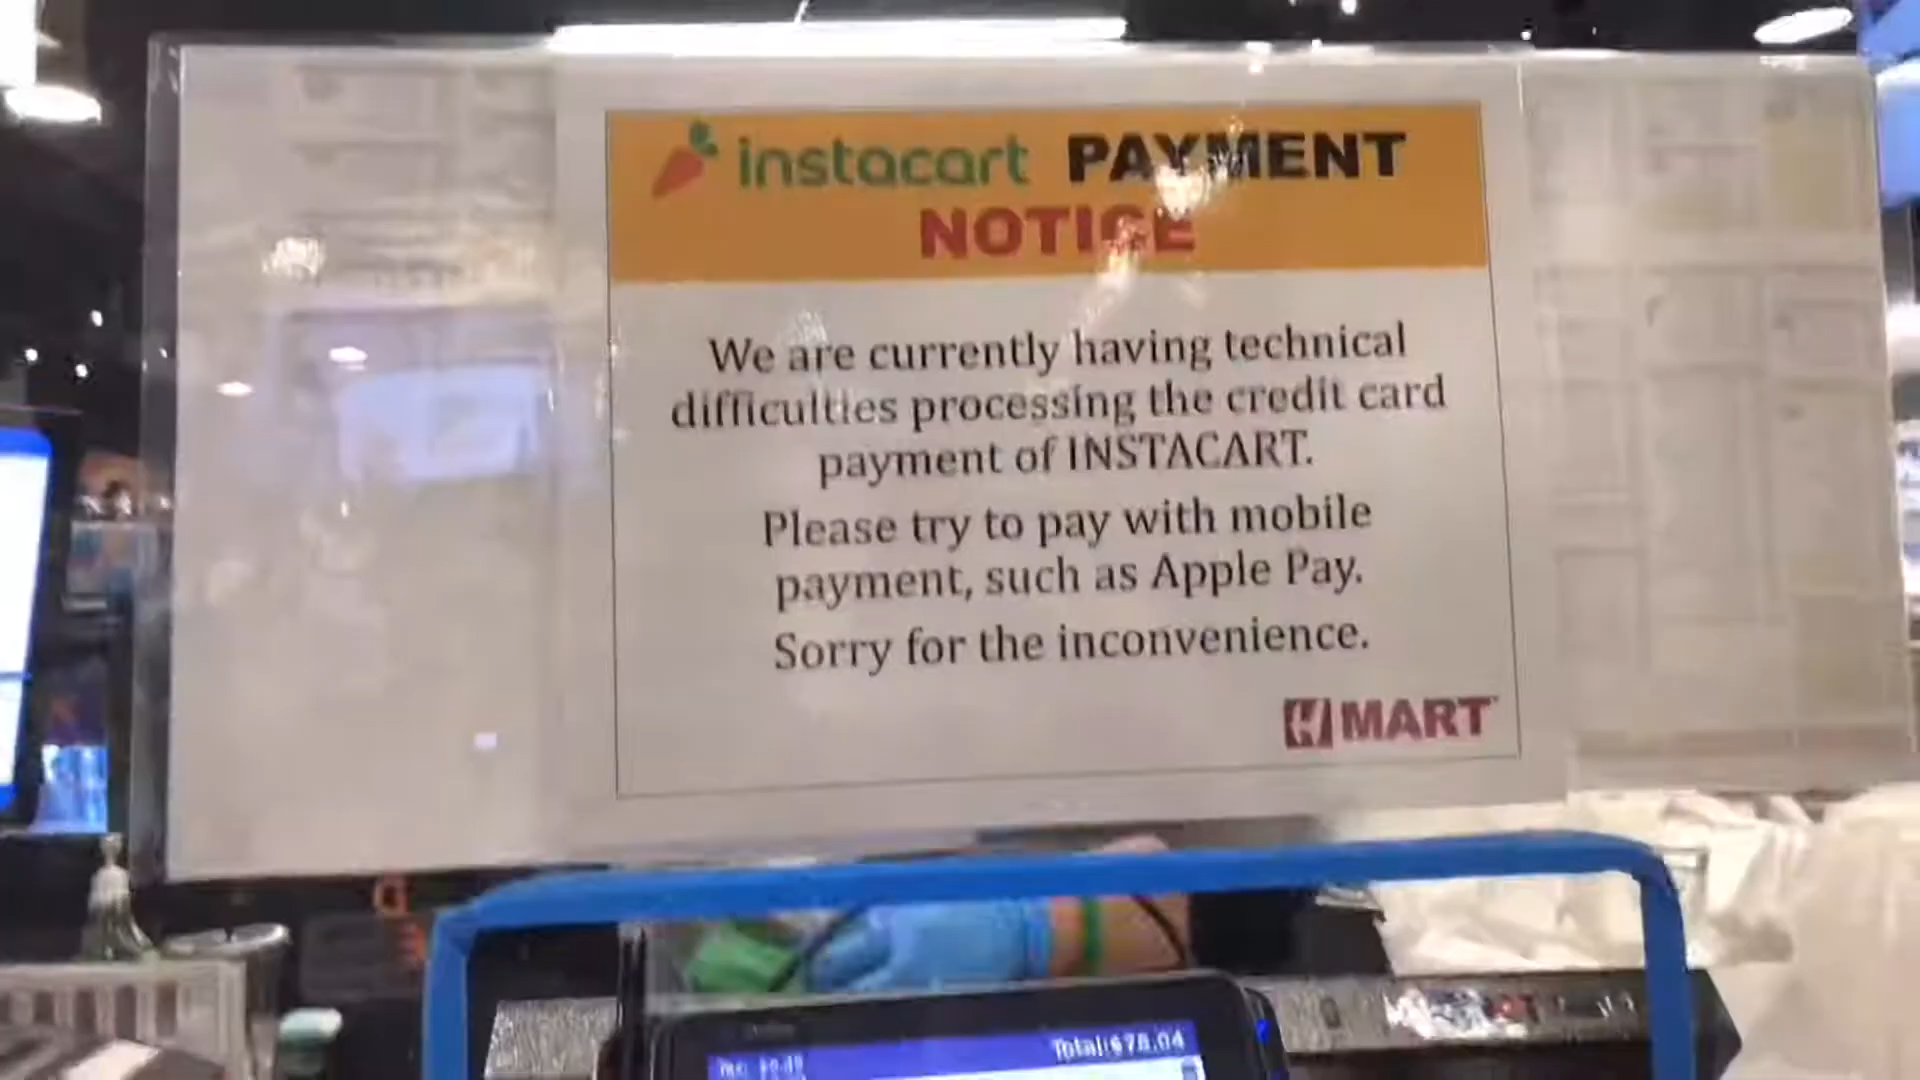 instacart PAYMENT
NOTICE
We are currently having technical
difficulties processing the credit card
payment of INSTACART.
Please try to pay with mobile
payment, such as Apple Pay.
Sorry for the inconvenience.
H MART
Total:$78.04